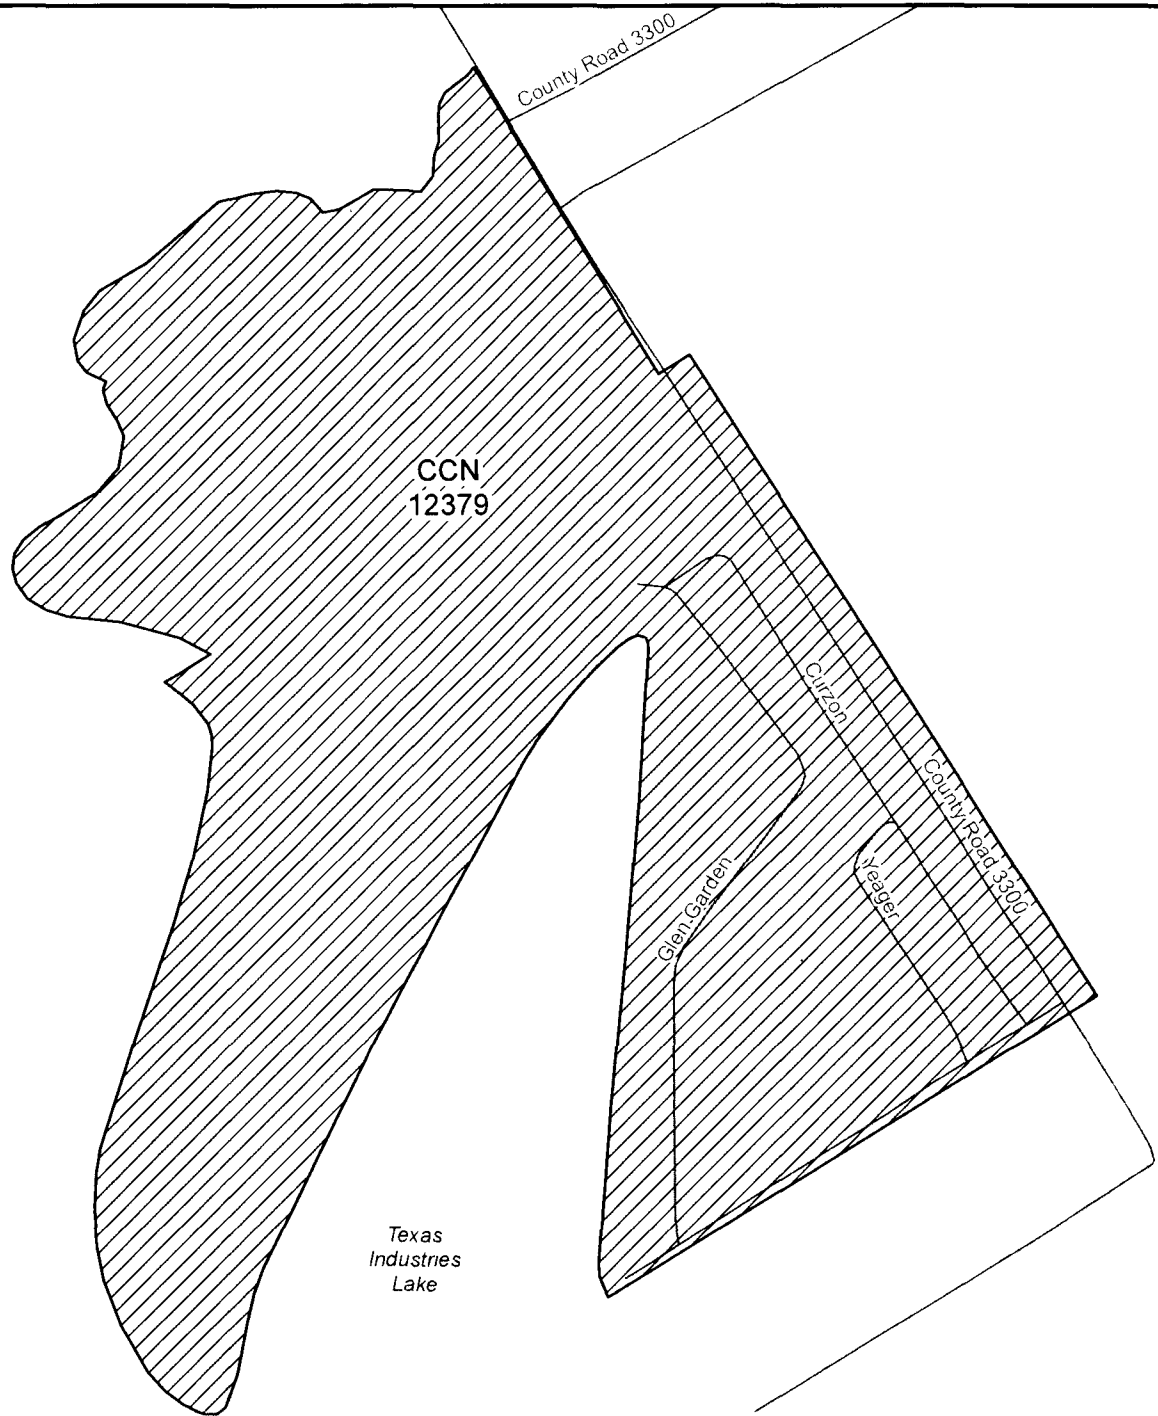 County Road 3300
CCN
12379
Curzon
County Road 3300
Yeager
Glen Garden
Texas
Industries
Lake